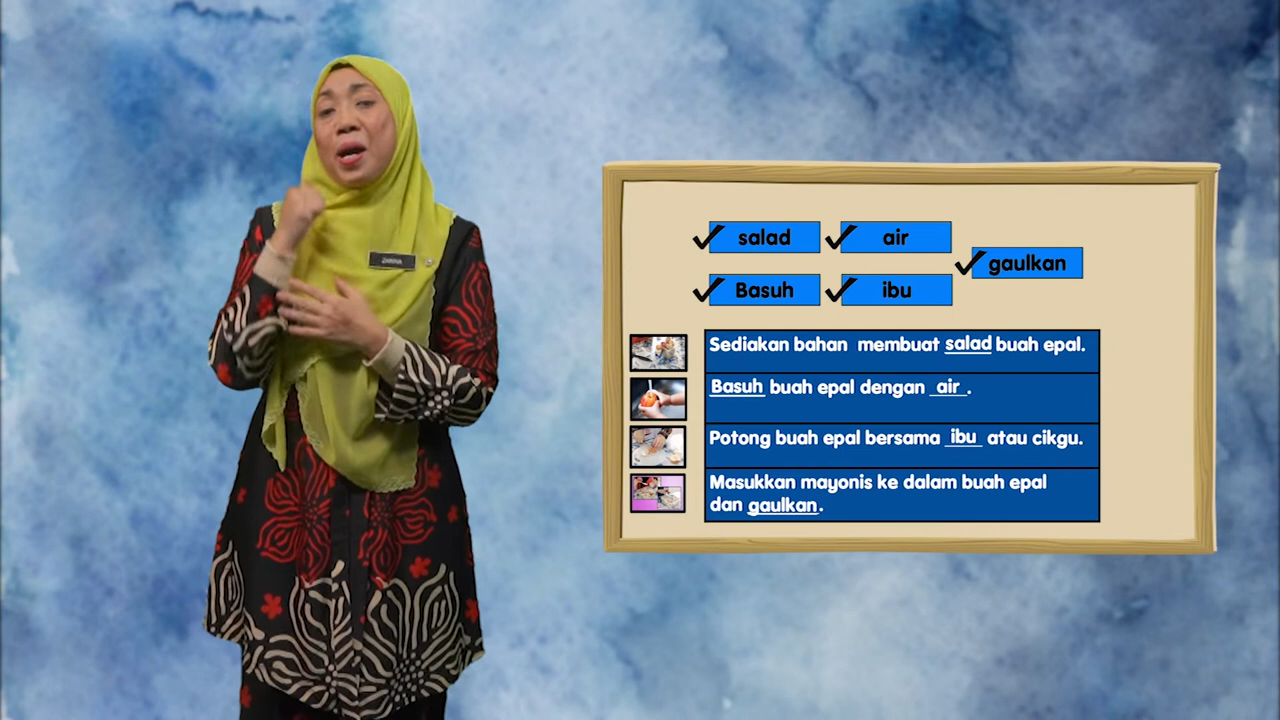 ZARINA
salad
air
gaulkan
Basuh
ibu
Sediakan bahan membuat salad buah epal.
Basuh buah epal dengan air.
Potong buah epal bersama ibu atau cikgu.
Masukkan mayonis ke dalam buah epal
dan gaulkan.